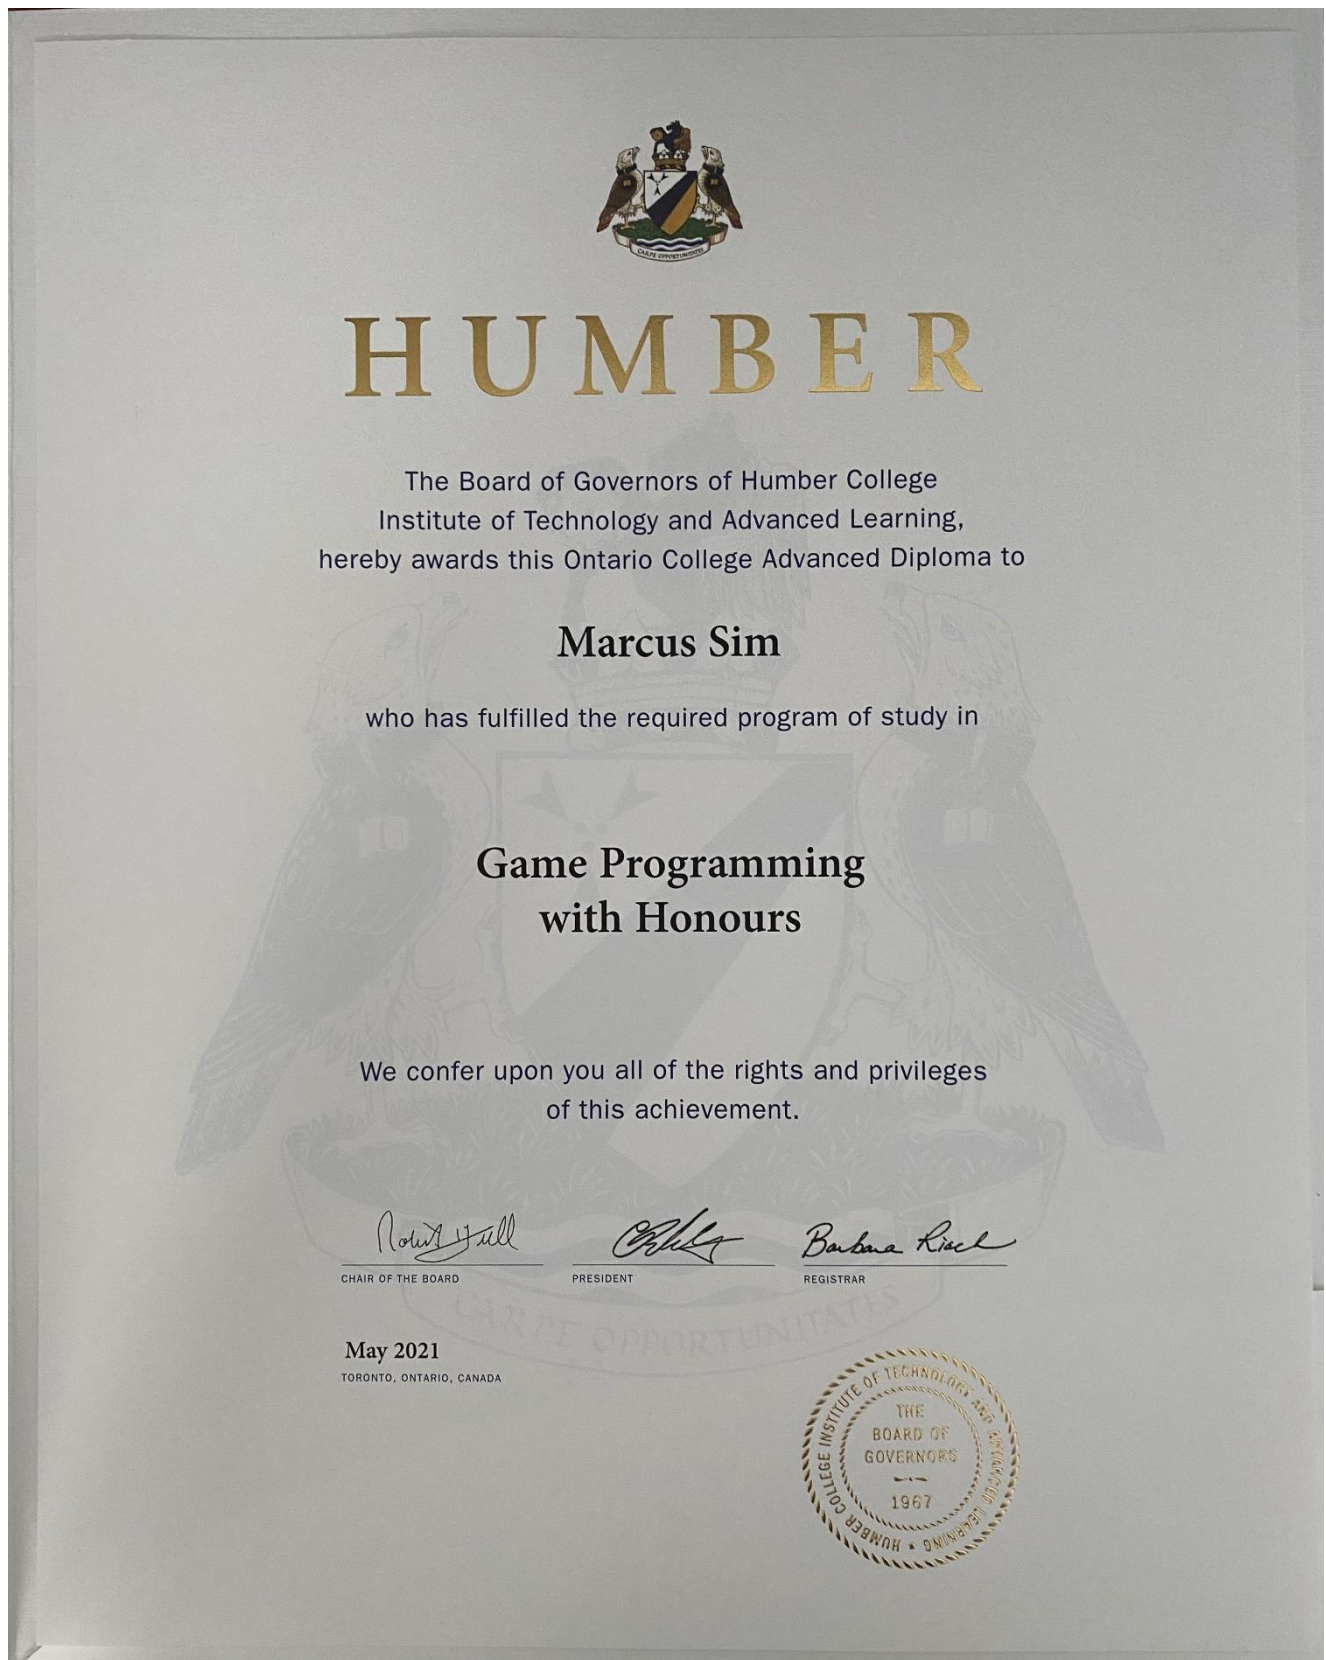 CARPE OPPORTUNITATES
HUMBER
The Board of Governors of Humber College
Institute of Technology and Advanced Learning,
hereby awards this Ontario College Advanced Diploma to
Marcus Sim
who has fulfilled the required program of study in
Game Programming
with Honours
We confer upon you all of the rights and privileges
of this achievement.
Barbara Riach
CHAIR OF THE BOARD
PRESIDENT
REGISTRAR
CARPE OPPORTUNITATES
May 2021
TORONTO, ONTARIO, CANADA
HUMBER COLLEGE INSTITUTE OF TECHNOLOGY AND ADVANCED LEARNING
THE
BOARD OF
GOVERNORS
1967